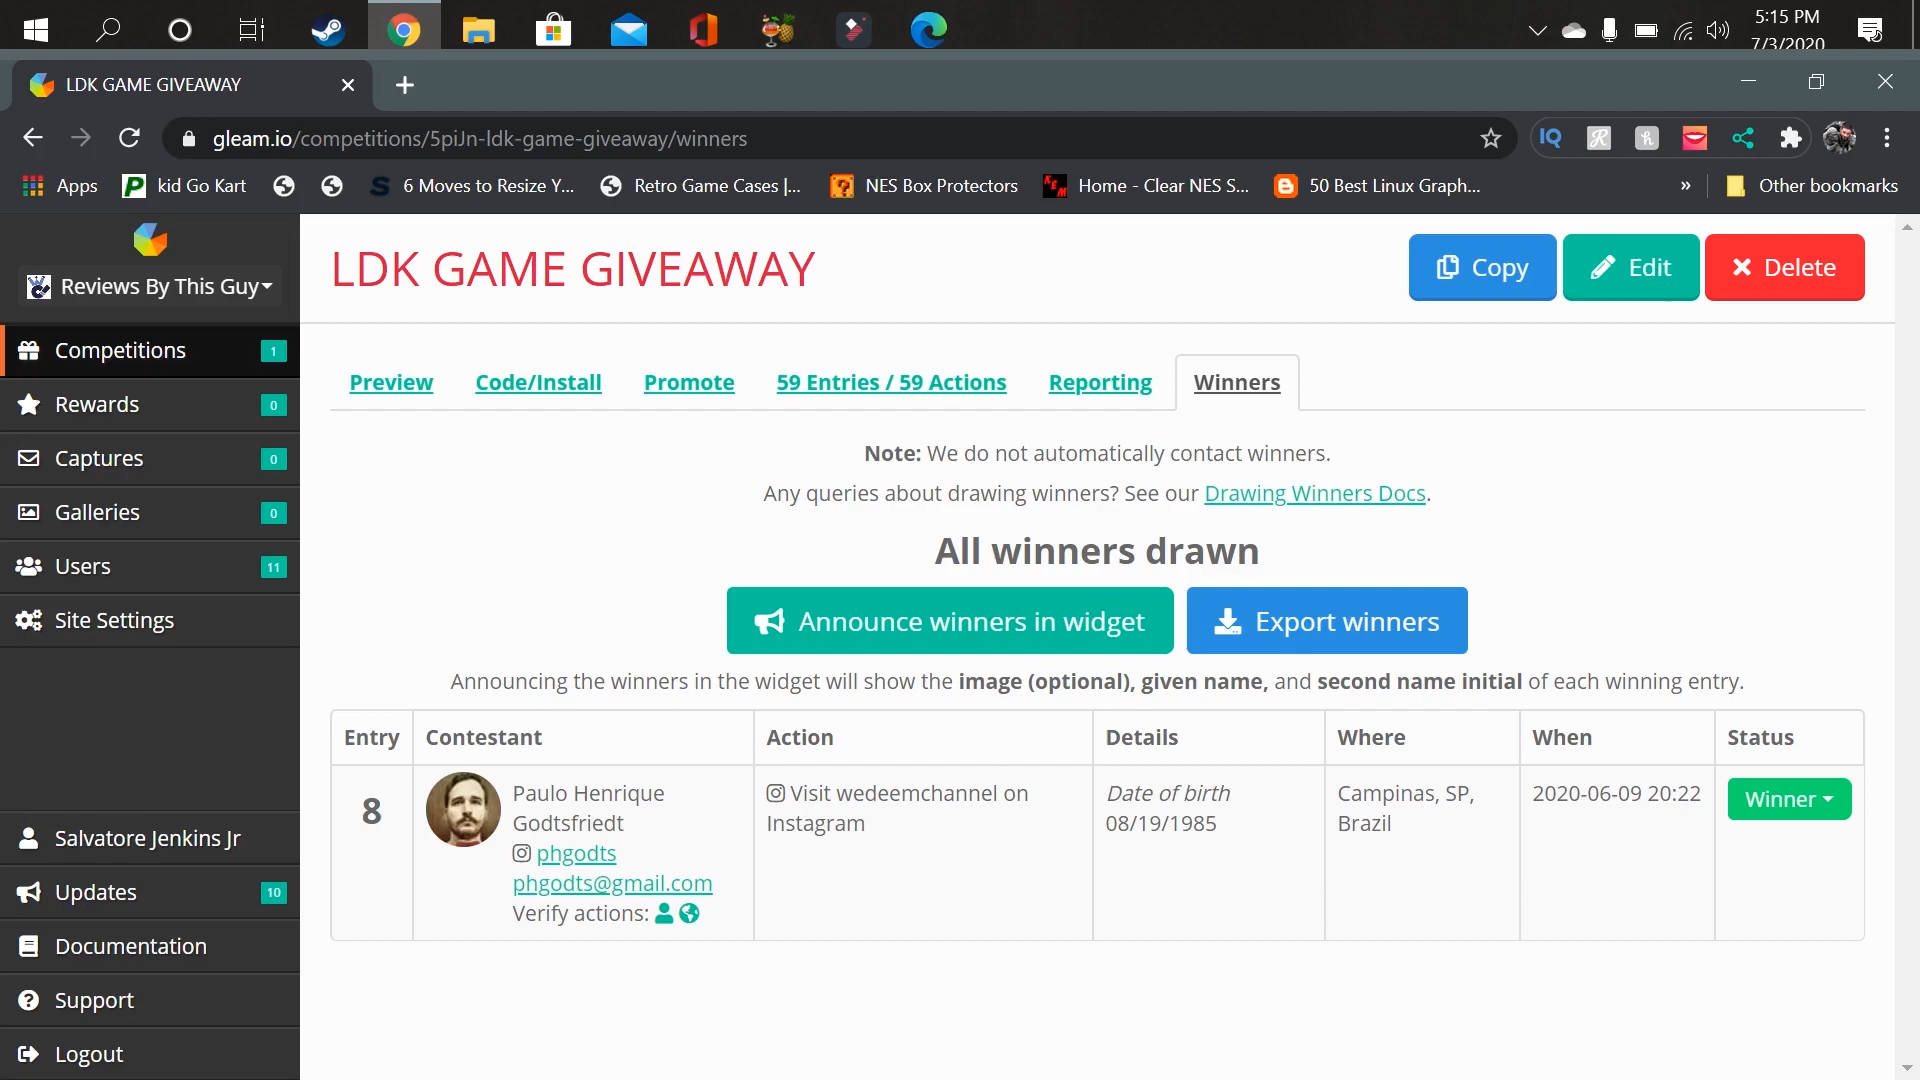 5:15 PM
7/3/2020
LDK GAME GIVEAWAY
gleam.io/competitions/5piJn-ldk-game-giveaway/winners
Apps
kid Go Kart
6 Moves to Resize Y...
Retro Game Cases |...
NES Box Protectors
Home - Clear NES S...
50 Best Linux Graph...
»
Other bookmarks
Reviews By This Guy
Competitions 1
Rewards 0
Captures 0
Galleries 0
Users 11
Site Settings
Salvatore Jenkins Jr
Updates 10
Documentation
Support
Logout
LDK GAME GIVEAWAY
Copy
Edit
Delete
Preview
Code/Install
Promote
59 Entries / 59 Actions
Reporting
Winners
Note: We do not automatically contact winners.
Any queries about drawing winners? See our Drawing Winners Docs.
All winners drawn
Announce winners in widget
Export winners
Announcing the winners in the widget will show the image (optional), given name, and second name initial of each winning entry.
Entry Contestant Action Details Where When Status
8
Paulo Henrique
Godtsfriedt
phgodts
phgodts@gmail.com
Verify actions:
Visit wedeemchannel on
Instagram
Date of birth
08/19/1985
Campinas, SP,
Brazil
2020-06-09 20:22
Winner